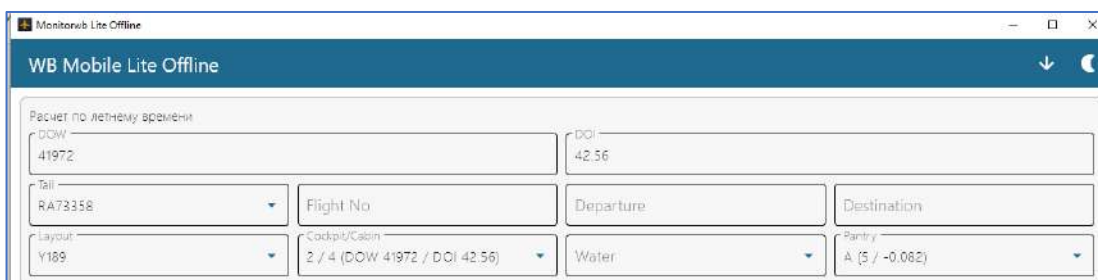 Monitorwb Lite Offline
WB Mobile Lite Offline
Расчет по летнему времени
DOW
DOI
41972
42.56
Tail
RA73358
Flight No
Departure
Destination
Layout
Cockpit/Cabin
Pantry
Y189
2 / 4 (DOW 41972 / DOI 42.56)
Water
A (5 / -0.082)